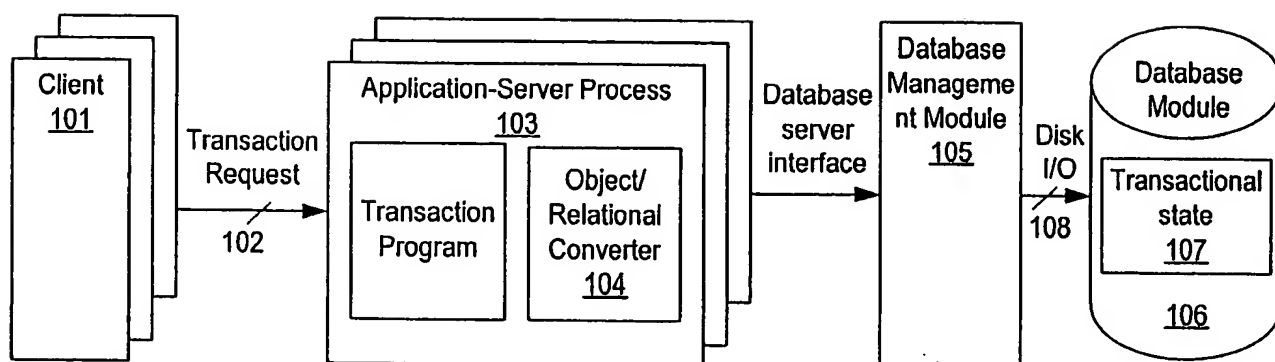 Client
101
Transaction
Request
102
Application-Server Process
103
Transaction
Program
Object/
Relational
Converter
104
Database
server
interface
Database
Manageme
nt Module
105
Disk
I/O
108
Database
Module
Transactional
state
107
106